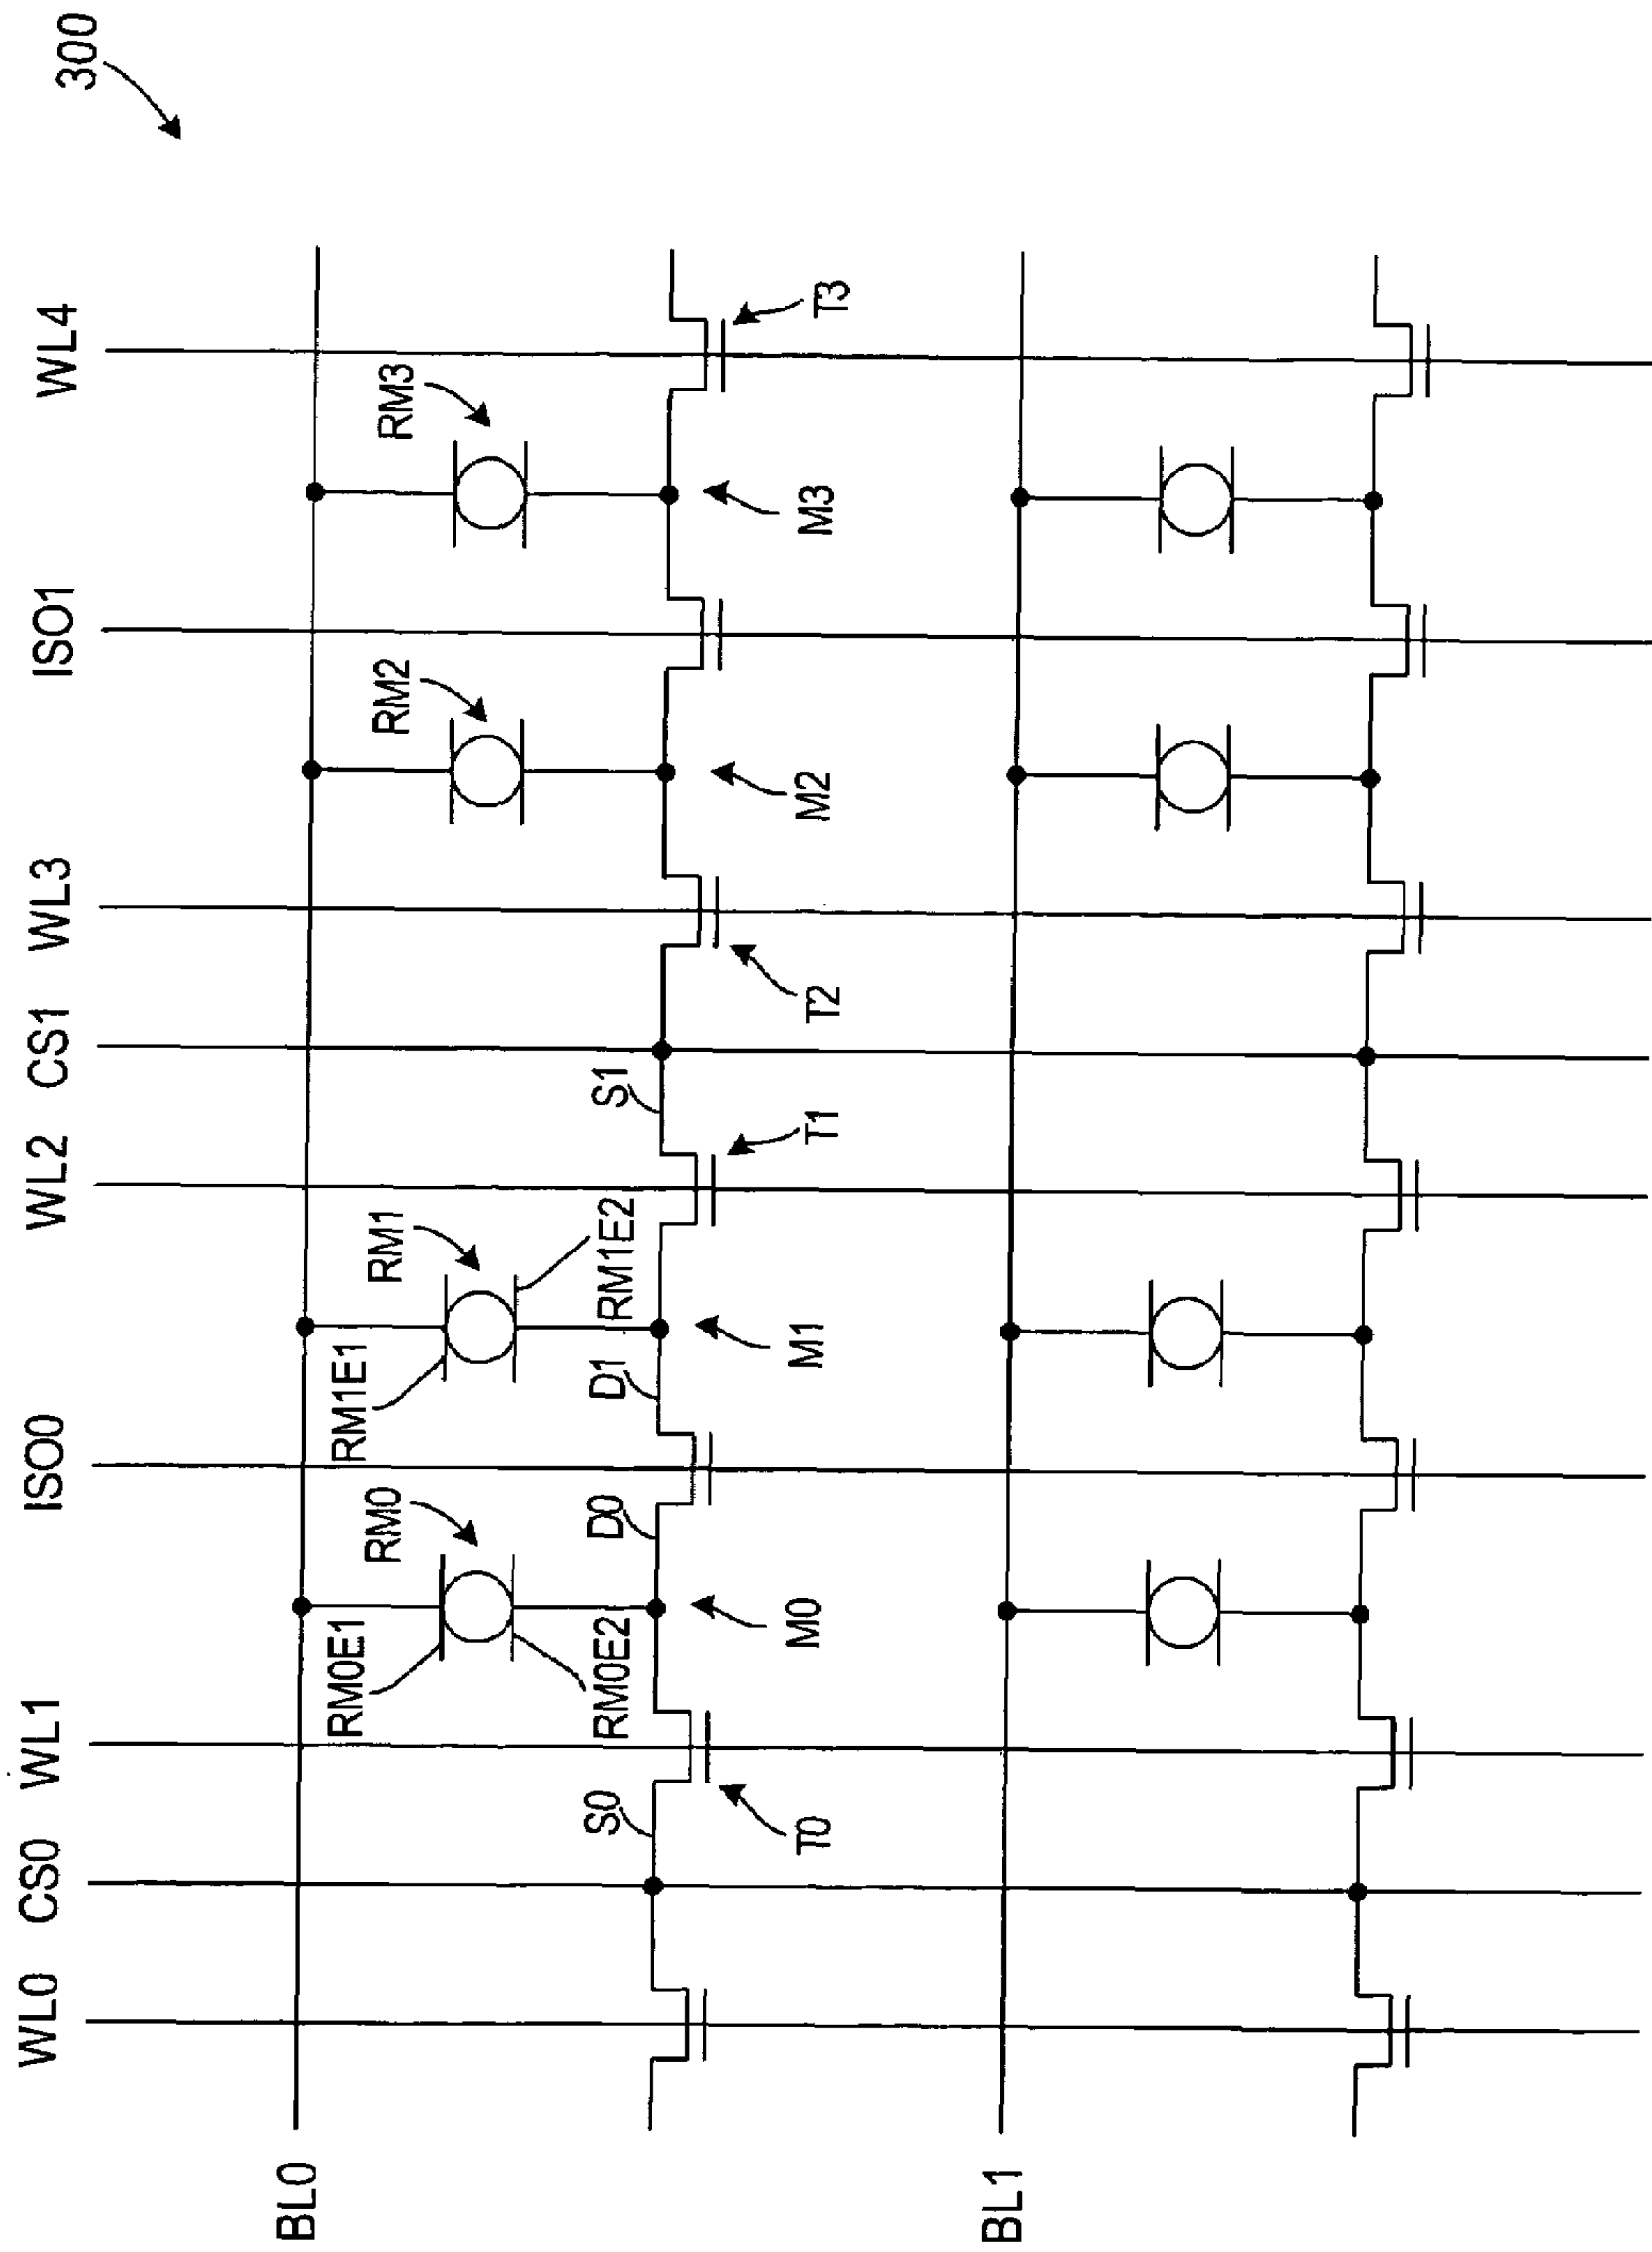 300
WL0 CS0 WL1 ISO0 WL2 CS1 WL3 ISO1 WL4
BL0
RM0E1 RM0 RM1E1 RM1 RM2 RM3
S0 RM0E2 D0 D1 RM1E2 S1
T0 M0 M1 T1 T2 M2 M3 T3
BL1